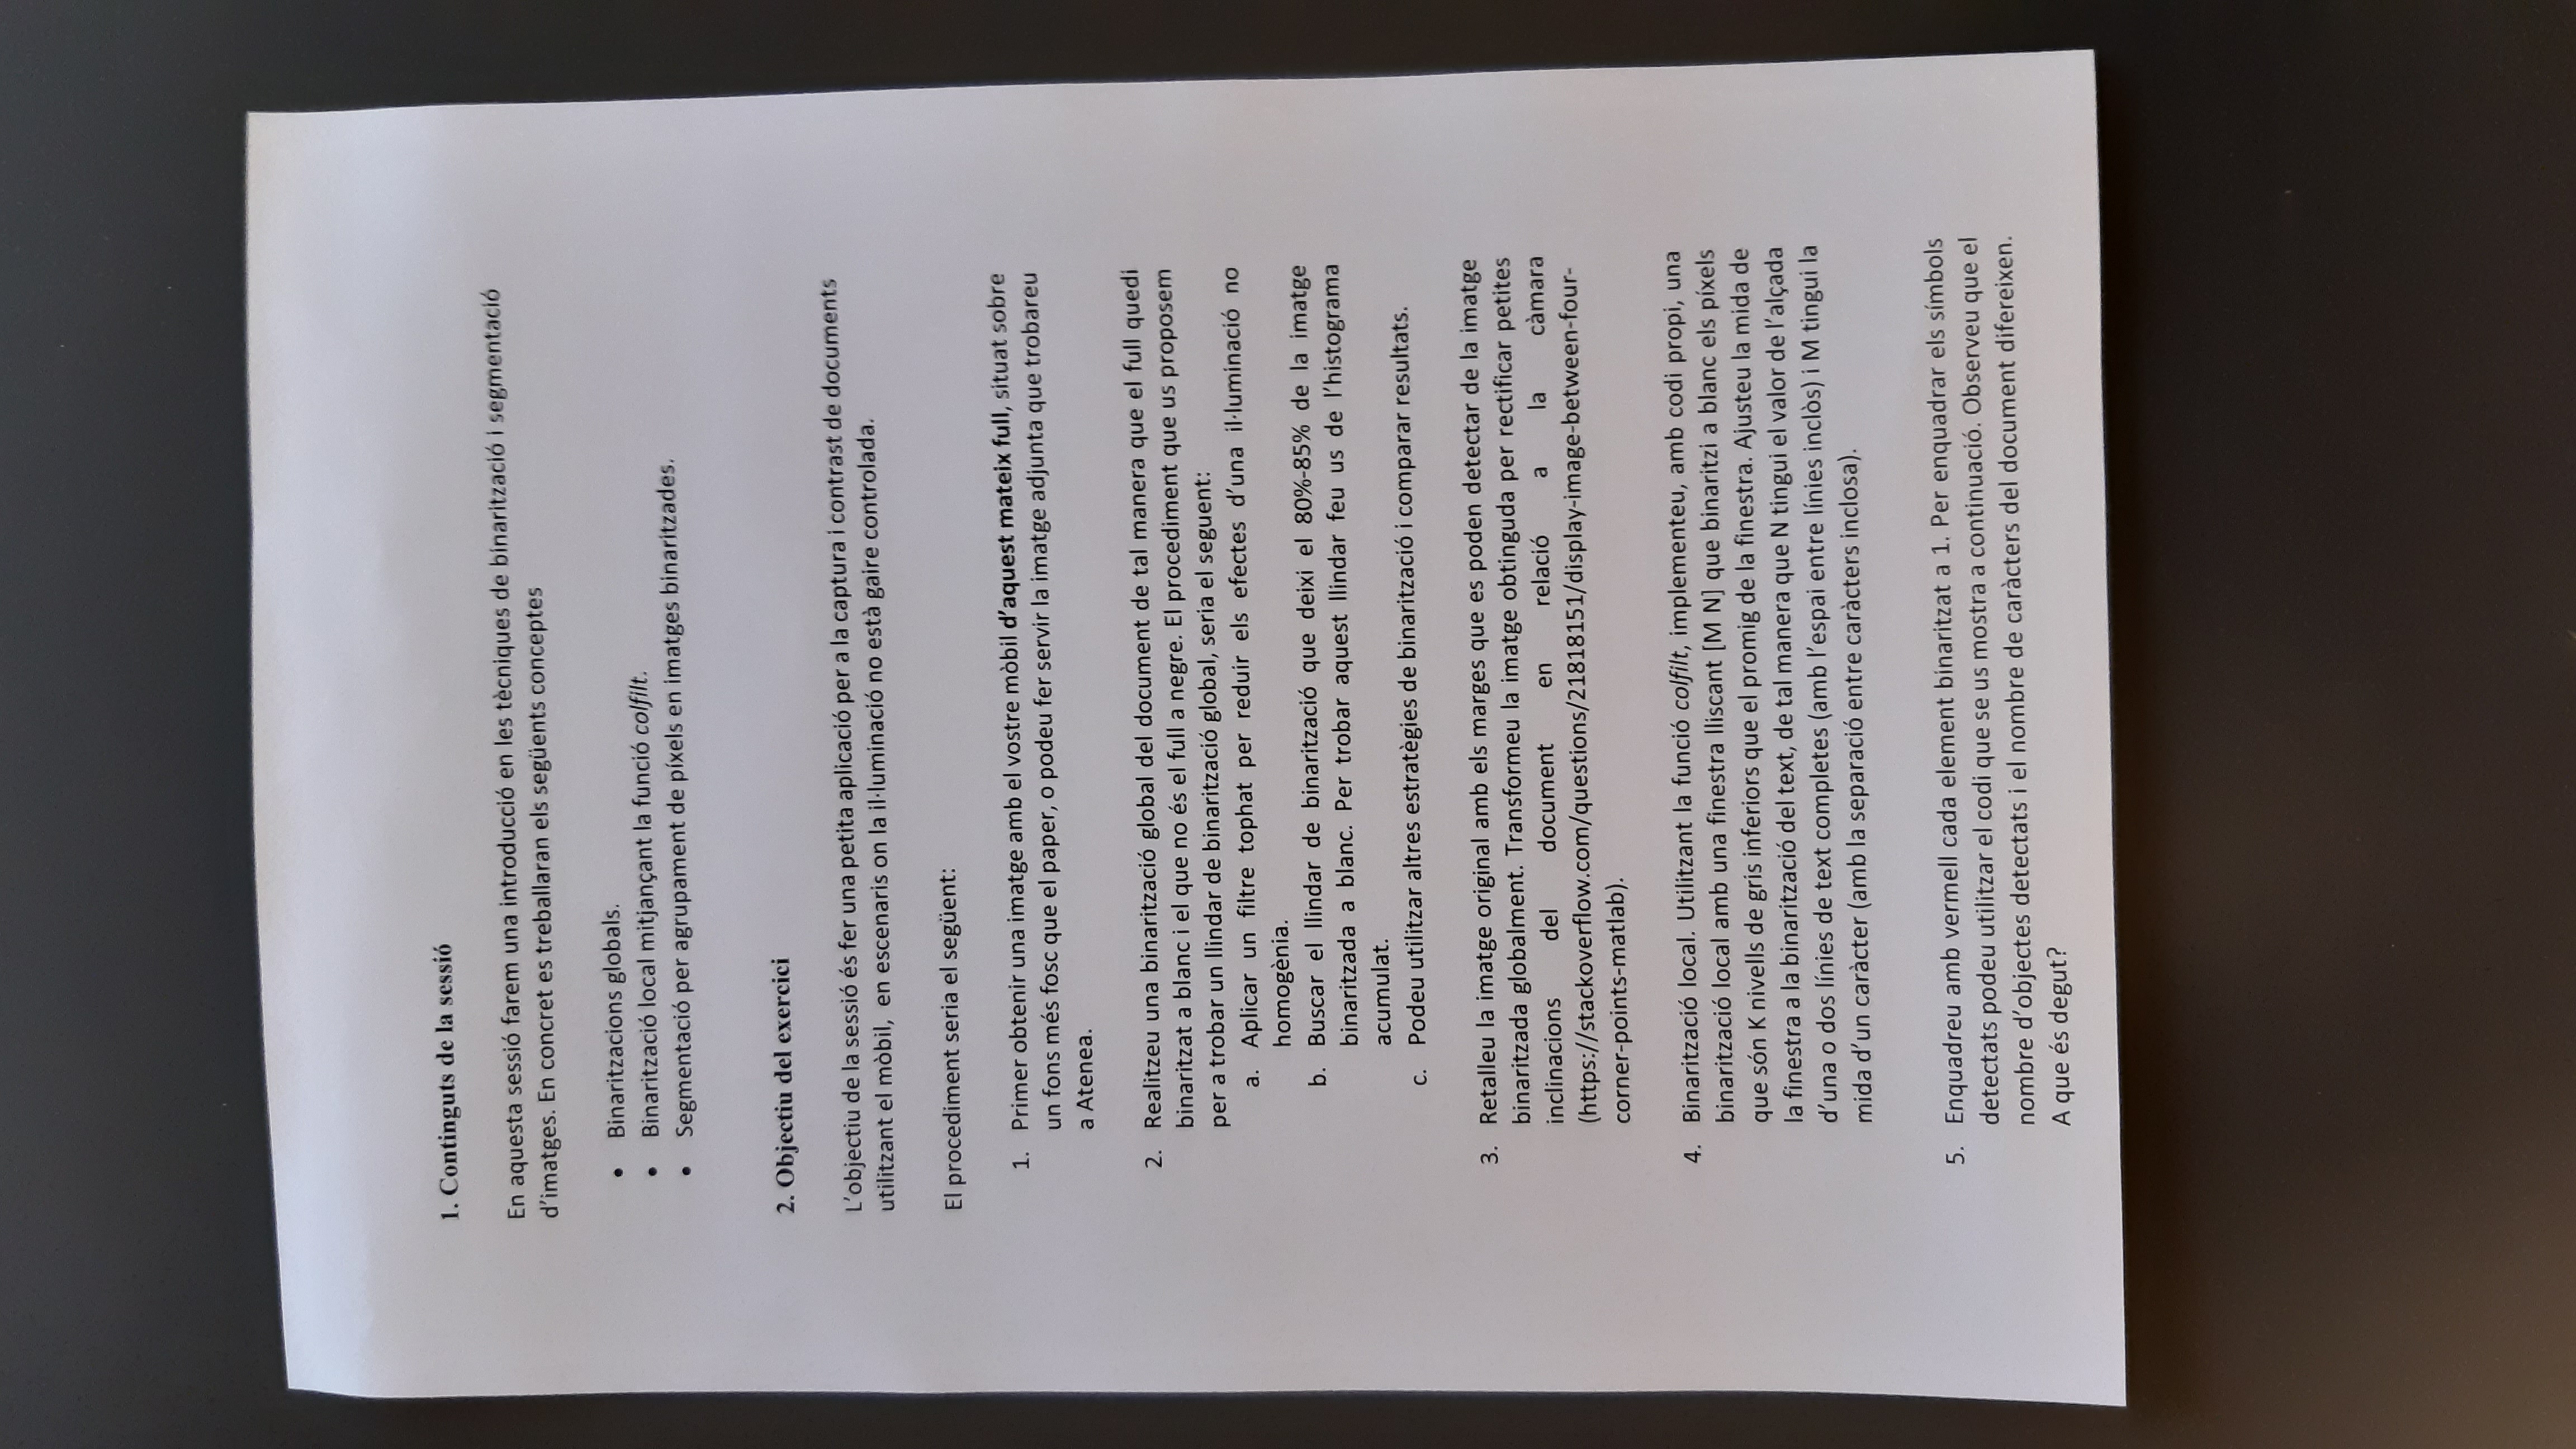 1. Continguts de la sessió
En aquesta sessió farem una introducció en les tècniques de binarització i segmentació
d’imatges. En concret es treballaran els següents conceptes
• Binaritzacions globals.
• Binarització local mitjançant la funció colfilt.
• Segmentació per agrupament de píxels en imatges binaritzades.
2. Objectiu del exercici
L’objectiu de la sessió és fer una petita aplicació per a la captura i contrast de documents
utilitzant el mòbil, en escenaris on la il·luminació no està gaire controlada.
El procediment seria el següent:
1. Primer obtenir una imatge amb el vostre mòbil d’aquest mateix full, situat sobre
un fons més fosc que el paper, o podeu fer servir la imatge adjunta que trobareu
a Atenea.
2. Realitzeu una binarització global del document de tal manera que el full quedi
binaritzat a blanc i el que no és el full a negre. El procediment que us proposem
per a trobar un llindar de binarització global, seria el seguent:
a. Aplicar un filtre tophat per reduir els efectes d’una il·luminació no
homogènia.
b. Buscar el llindar de binarització que deixi el 80%-85% de la imatge
binaritzada a blanc. Per trobar aquest llindar feu us de l’histograma
acumulat.
c. Podeu utilitzar altres estratègies de binarització i comparar resultats.
3. Retalleu la imatge original amb els marges que es poden detectar de la imatge
binaritzada globalment. Transformeu la imatge obtinguda per rectificar petites
inclinacions del document en relació a la càmara
(https://stackoverflow.com/questions/21818151/display-image-between-four-
corner-points-matlab).
4. Binarització local. Utilitzant la funció colfilt, implementeu, amb codi propi, una
binarització local amb una finestra lliscant [M N] que binaritzi a blanc els píxels
que són K nivells de gris inferiors que el promig de la finestra. Ajusteu la mida de
la finestra a la binarització del text, de tal manera que N tingui el valor de l’alçada
d’una o dos línies de text completes (amb l’espai entre línies inclòs) i M tingui la
mida d’un caràcter (amb la separació entre caràcters inclosa).
5. Enquadreu amb vermell cada element binaritzat a 1. Per enquadrar els símbols
detectats podeu utilitzar el codi que se us mostra a continuació. Observeu que el
nombre d’objectes detectats i el nombre de caràcters del document difereixen.
A que és degut?